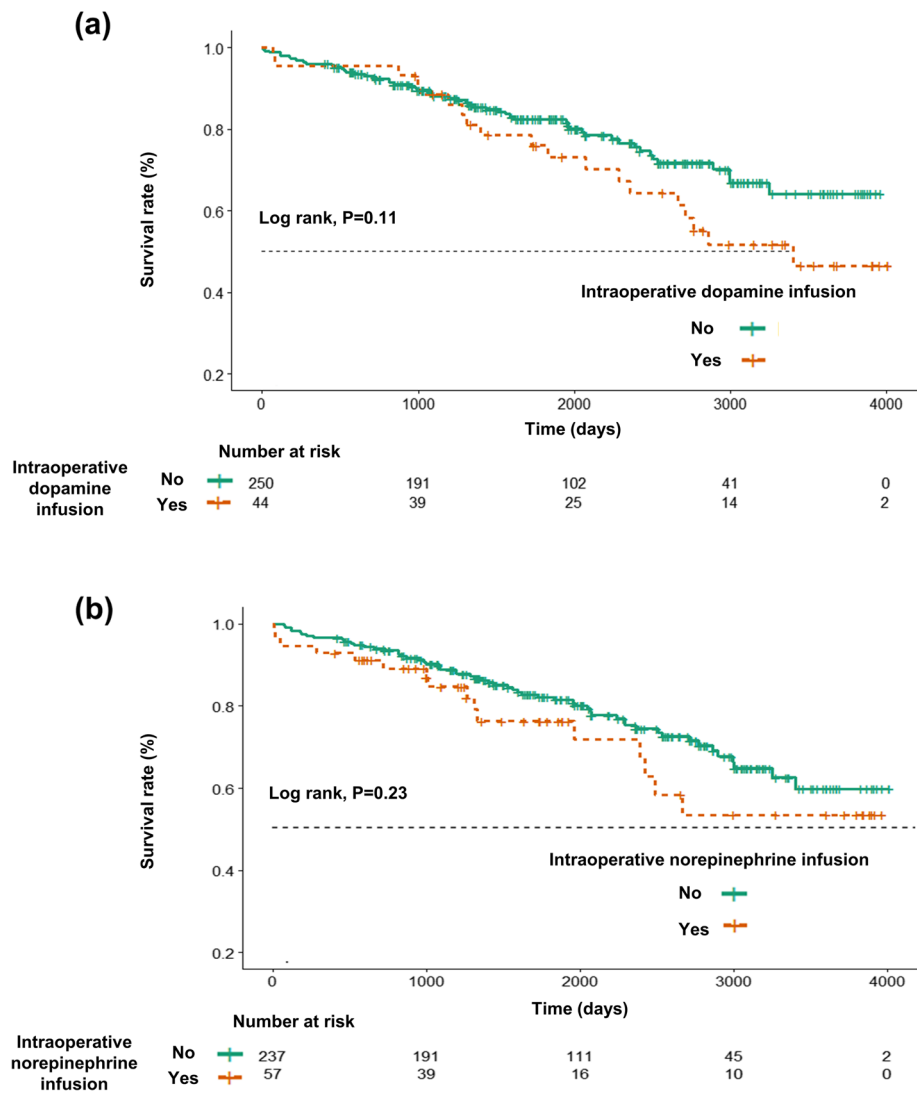 (a)
1.0
0.8
0.6
0.4
0.2
Survival rate (%)
Log rank, P=0.11
Intraoperative dopamine infusion
No
Yes
0 1000 2000 3000 4000
Time (days)
Number at risk
Intraoperative
dopamine
infusion
No 250 191 102 41 0
Yes 44 39 25 14 2
(b)
1.0
0.8
0.6
0.4
0.2
Survival rate (%)
Log rank, P=0.23
Intraoperative norepinephrine infusion
No
Yes
0 1000 2000 3000 4000
Time (days)
Number at risk
Intraoperative
norepinephrine
infusion
No 237 191 111 45 2
Yes 57 39 16 10 0